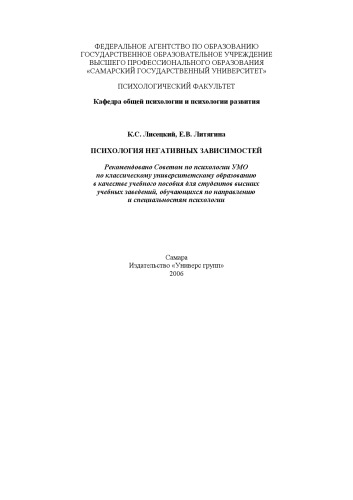 ФЕДЕРАЛЬНОЕ АГЕНТСТВО ПО ОБРАЗОВАНИЮ
ГОСУДАРСТВЕННОЕ ОБРАЗОВАТЕЛЬНОЕ УЧРЕЖДЕНИЕ
ВЫСШЕГО ПРОФЕССИОНАЛЬНОГО ОБРАЗОВАНИЯ
«САМАРСКИЙ ГОСУДАРСТВЕННЫЙ УНИВЕРСИТЕТ»
ПСИХОЛОГИЧЕСКИЙ ФАКУЛЬТЕТ
Кафедра общей психологии и психологии развития
К.С. Лисецкий, Е.В. Литягина
ПСИХОЛОГИЯ НЕГАТИВНЫХ ЗАВИСИМОСТЕЙ
Рекомендовано Советом по психологии УМО
по классическому университетскому образованию
в качестве учебного пособия для студентов высших
учебных заведений, обучающихся по направлению
и специальностям психологии
Самара
Издательство «Универс групп»
2006